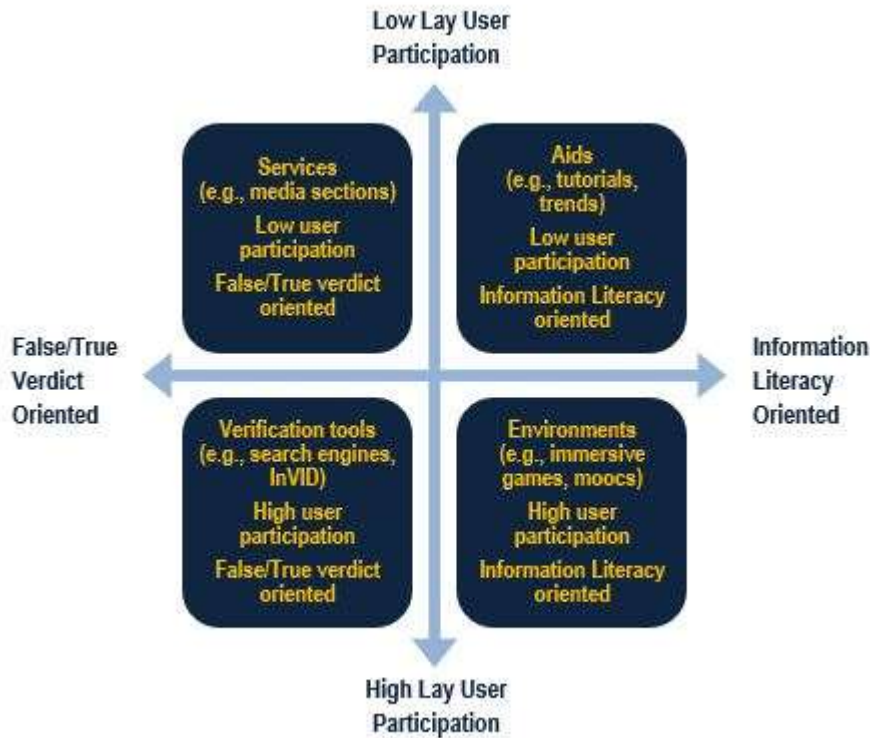 Low Lay User
Participation
Services
(e.g., media sections)
Low user
participation
False/True verdict
oriented
Aids
(e.g., tutorials,
trends)
Low user
participation
Information Literacy
oriented
False/True
Verdict
Oriented
Information
Literacy
Oriented
Verification tools
(e.g., search engines,
InVID)
High user
participation
False/True verdict
oriented
Environments
(e.g., immersive
games, moocs)
High user
participation
Information Literacy
oriented
High Lay User
Participation